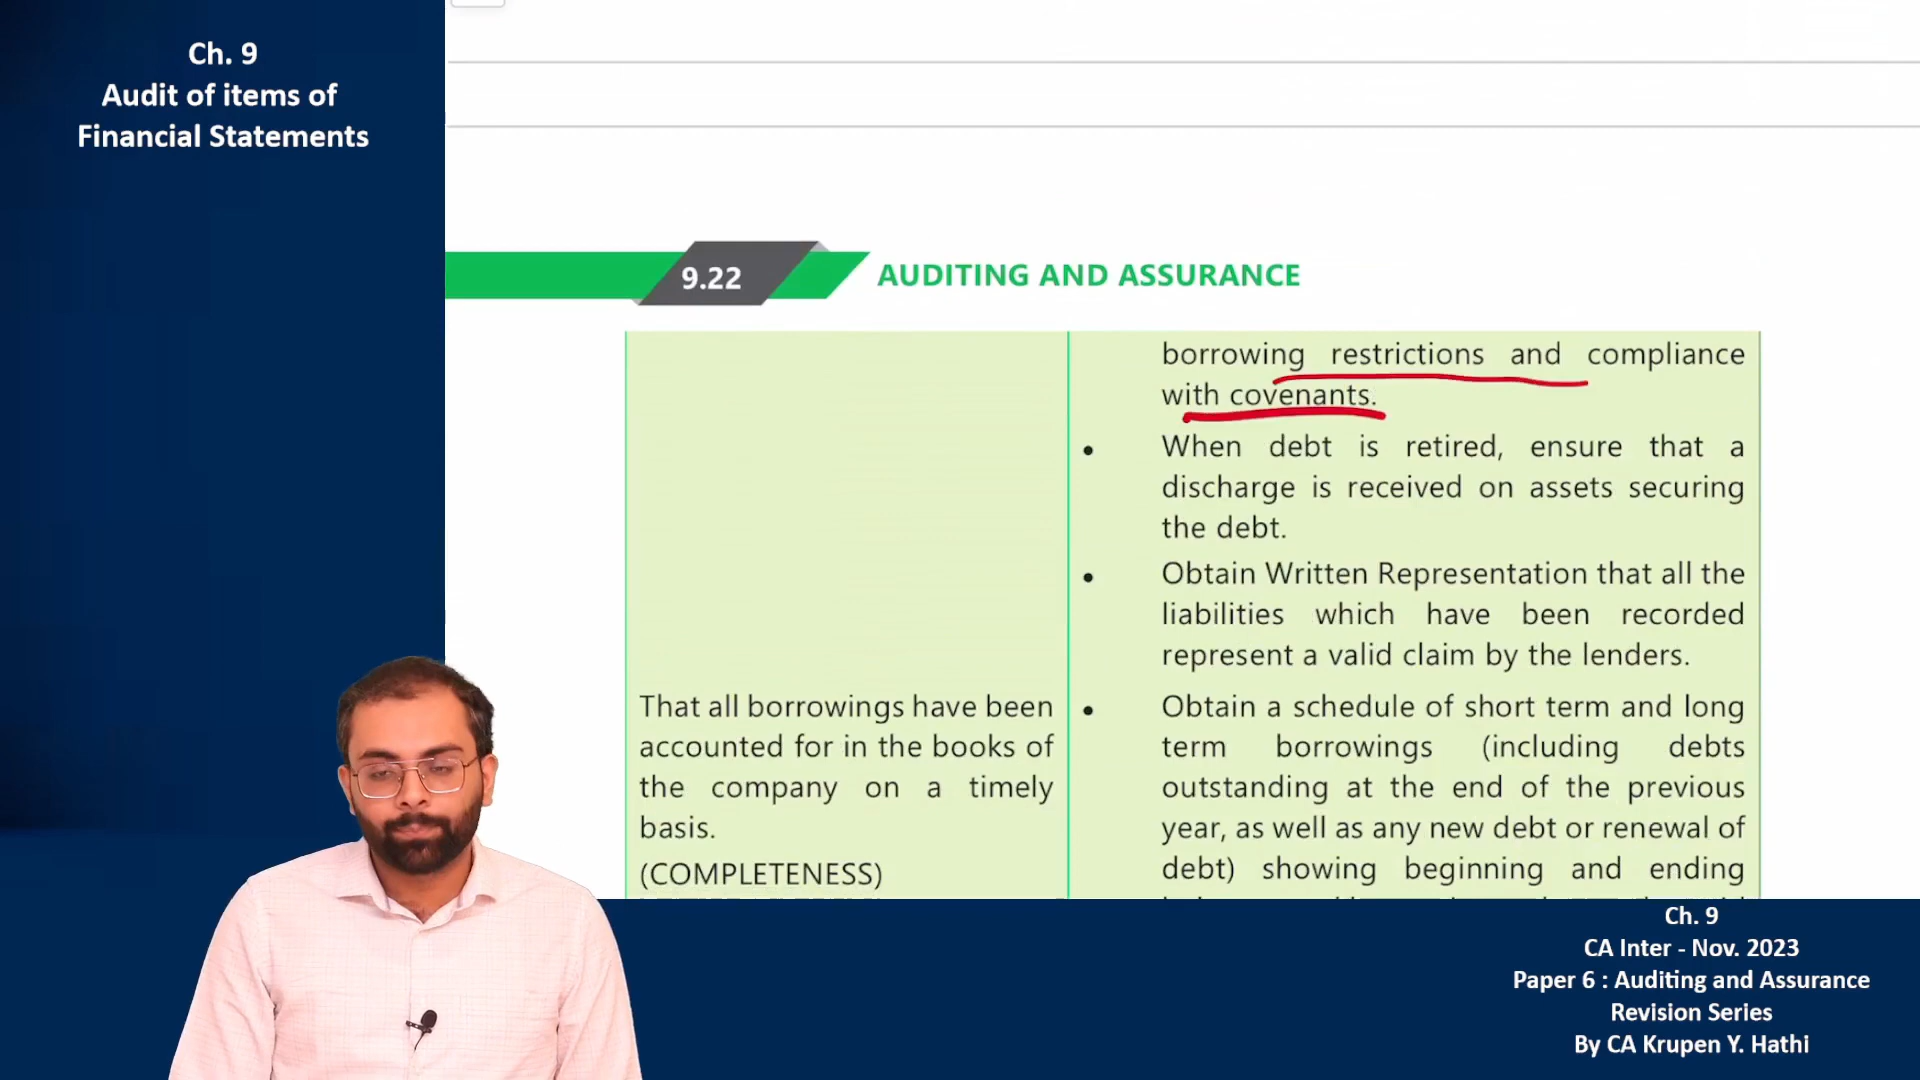 Ch. 9
Audit of items of
Financial Statements
9.22
AUDITING AND ASSURANCE
borrowing restrictions and compliance
with covenants.
• When debt is retired, ensure that a
discharge is received on assets securing
the debt.
• Obtain Written Representation that all the
liabilities which have been recorded
represent a valid claim by the lenders.
That all borrowings have been
accounted for in the books of
the company on a timely
basis.
(COMPLETENESS)
• Obtain a schedule of short term and long
term borrowings (including debts
outstanding at the end of the previous
year, as well as any new debt or renewal of
debt) showing beginning and ending
Ch. 9
CA Inter - Nov. 2023
Paper 6 : Auditing and Assurance
Revision Series
By CA Krupen Y. Hathi